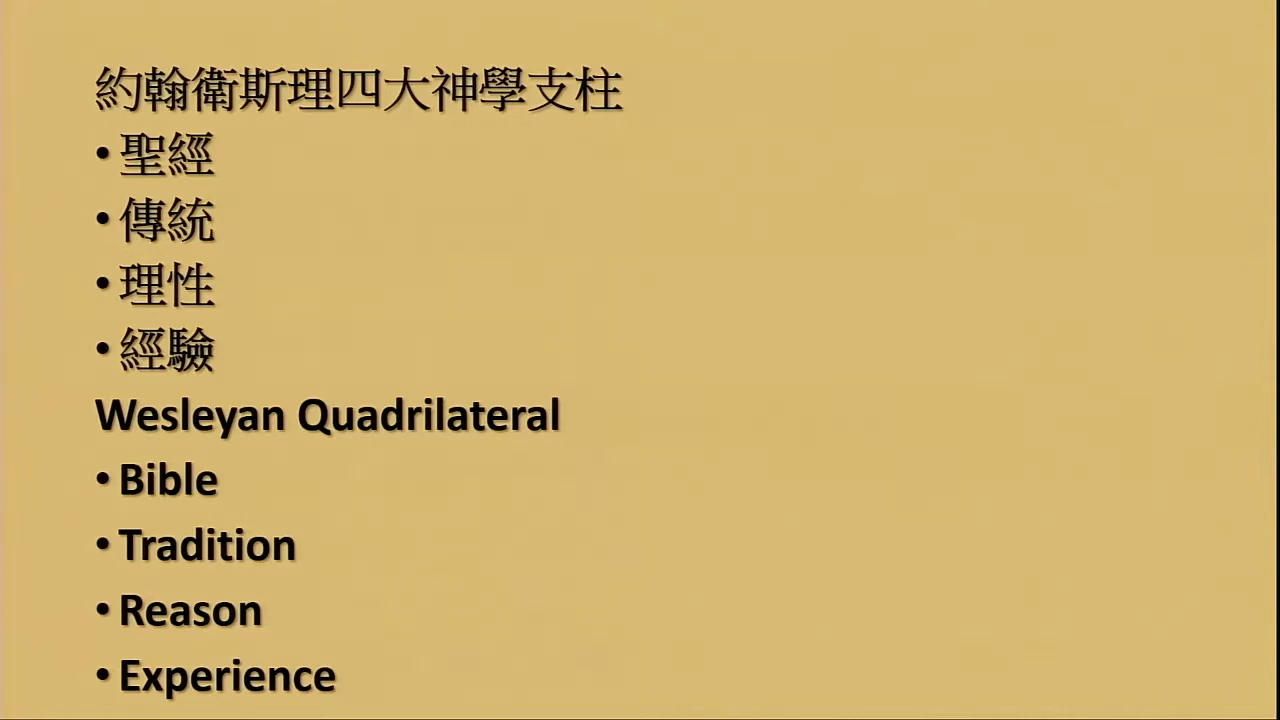 約翰衛斯理四大神學支柱
• 聖經
• 傳統
• 理性
• 經驗
Wesleyan Quadrilateral
• Bible
• Tradition
• Reason
• Experience